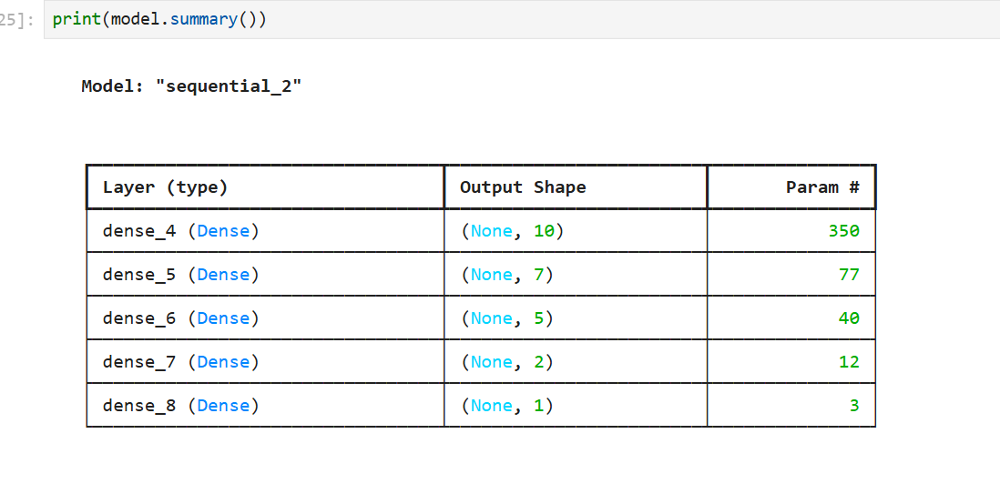 25]: print(model.summary())
Model: "sequential_2"
Layer (type) Output Shape Param #
dense_4 (Dense) (None, 10) 350
dense_5 (Dense) (None, 7) 77
dense_6 (Dense) (None, 5) 40
dense_7 (Dense) (None, 2) 12
dense_8 (Dense) (None, 1) 3